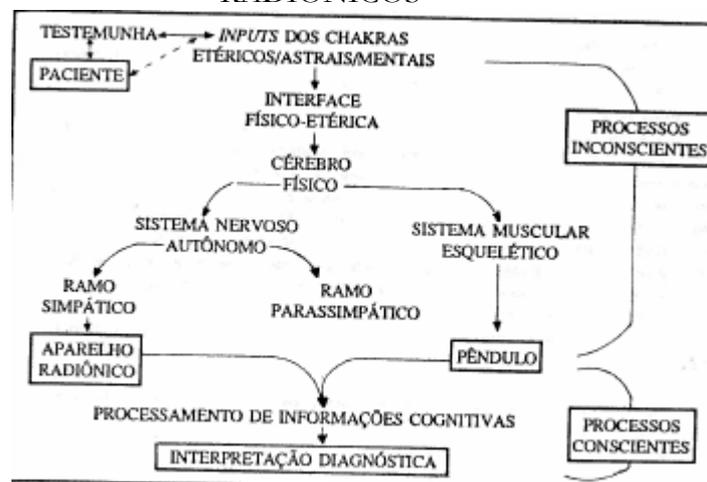 RADIÔNICOS
TESTEMUNHA
INPUTS DOS CHAKRAS
ETÉRICOS/ASTRAIS/MENTAIS
PACIENTE
INTERFACE
FÍSICO-ETÉRICA
PROCESSOS
INCONSCIENTES
CÉREBRO
FÍSICO
SISTEMA NERVOSO
AUTÔNOMO
SISTEMA MUSCULAR
ESQUELÉTICO
RAMO
SIMPÁTICO
RAMO
PARASSIMPÁTICO
APARELHO
RADIÔNICO
PÊNDULO
PROCESSAMENTO DE INFORMAÇÕES COGNITIVAS
PROCESSOS
CONSCIENTES
INTERPRETAÇÃO DIAGNÓSTICA